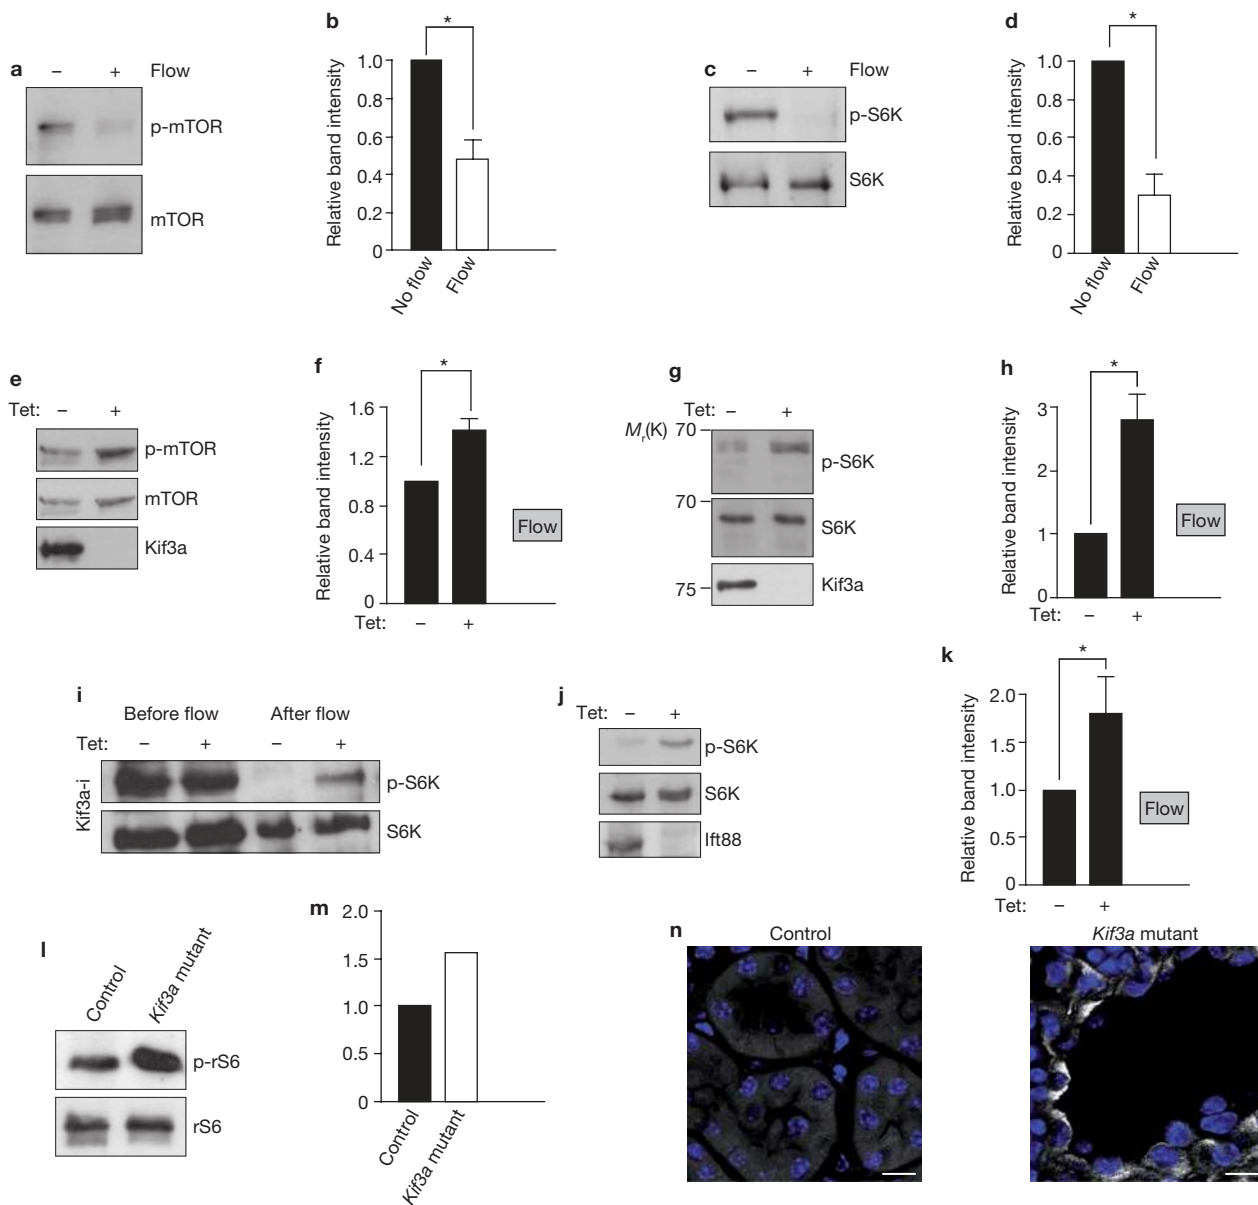 a
− + Flow
p-mTOR
mTOR
b
*
Relative band intensity
1.0
0.8
0.6
0.4
0.2
0
No flow
Flow
c
− + Flow
p-S6K
S6K
d
*
Relative band intensity
1.0
0.8
0.6
0.4
0.2
0
No flow
Flow
e
Tet: − +
p-mTOR
mTOR
Kif3a
f
*
Relative band intensity
1.6
1.2
0.8
0.4
0
Flow
Tet: − +
g
Tet: − +
Mr(K) 70
p-S6K
70
S6K
75
Kif3a
h
*
Relative band intensity
3
2
1
0
Flow
Tet: − +
i
Before flow After flow
Tet: − + − +
Kif3a-i
p-S6K
S6K
j
Tet: − +
p-S6K
S6K
Ift88
k
*
Relative band intensity
2.0
1.5
1.0
0.5
0
Flow
Tet: − +
l
Control
Kif3a mutant
p-rS6
rS6
m
2.0
1.5
1.0
0.5
0
Control
Kif3a mutant
n
Control
Kif3a mutant